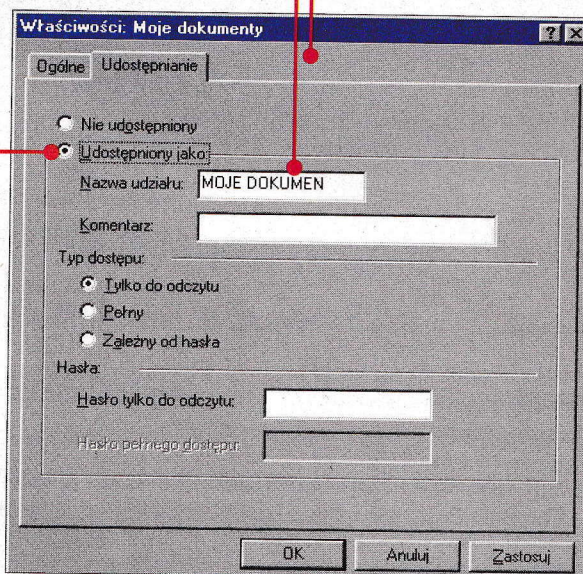 Właściwości: Moje dokumenty
Ogólne Udostępnianie
Nie udostępniony
Udostępniony jako:
Nazwa udziału: MOJE DOKUMEN
Komentarz:
Typ dostępu:
Tylko do odczytu
Pełny
Zależny od hasła
Hasła:
Hasło tylko do odczytu:
Hasło pełnego dostępu:
OK Anuluj Zastosuj